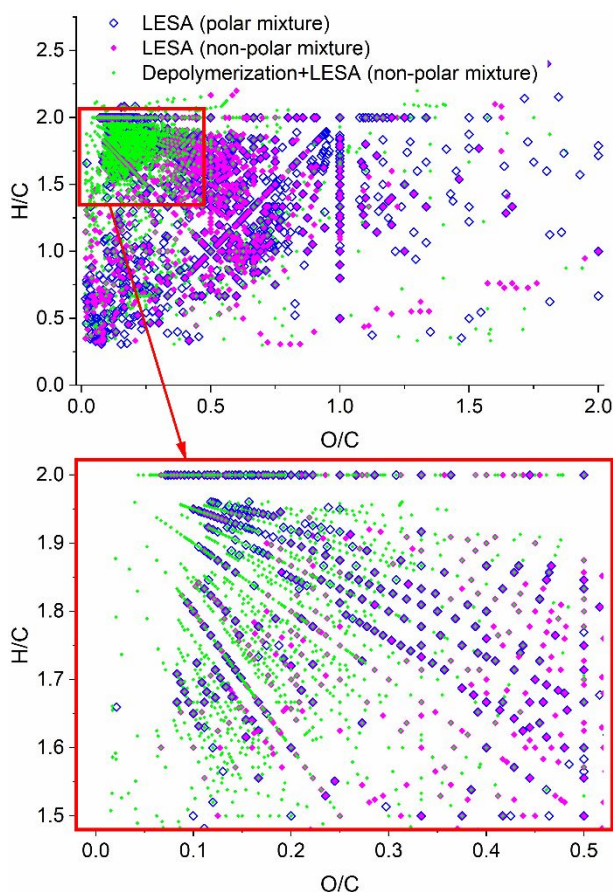 LESA (polar mixture)
LESA (non-polar mixture)
Depolymerization+LESA (non-polar mixture)
2.5
2.0
1.5
1.0
0.5
0.0
H/C
0.0 0.5 1.0 1.5 2.0
O/C
2.0
1.9
1.8
1.7
1.6
1.5
H/C
0.0 0.1 0.2 0.3 0.4 0.5
O/C